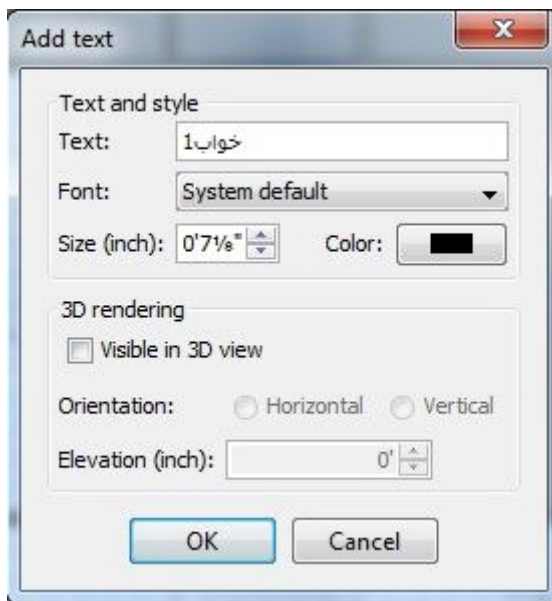 Add text
Text and style
Text: خواب1
Font: System default
Size (inch): 0'7⅛" Color:
3D rendering
Visible in 3D view
Orientation: Horizontal Vertical
Elevation (inch): 0'
OK Cancel